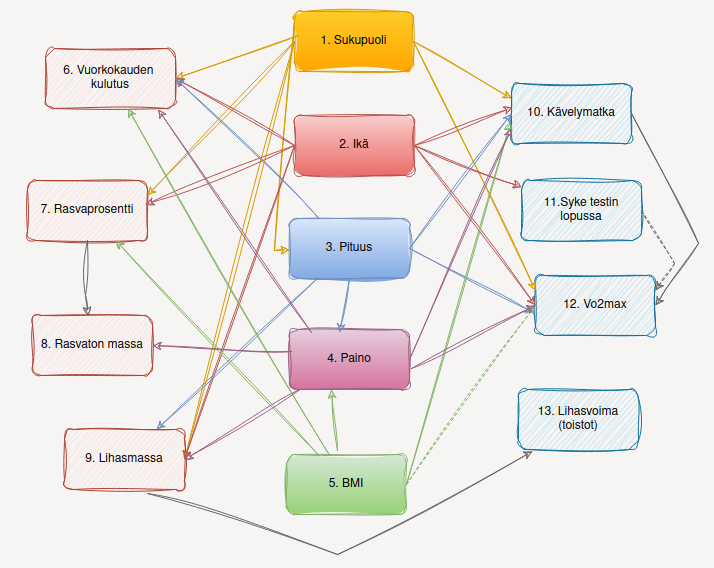 1. Sukupuoli
6. Vuorokauden
kulutus
10. Kävelymatka
2. Ikä
7. Rasvaprosentti
11.Syke testin
lopussa
3. Pituus
12. Vo2max
8. Rasvaton massa
4. Paino
13. Lihasvoima
(toistot)
9. Lihasmassa
5. BMI